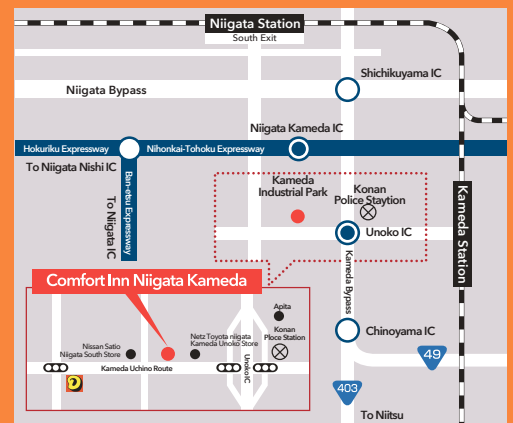 Niigata Station
South Exit
Shichikuyama IC
Niigata Bypass
Niigata Kameda IC
Hokuriku Expressway
Nihonkai-Tohoku Expressway
To Niigata Nishi IC
Ban-etsu Expressway
To Niigata IC
Kameda
Industrial Park
Konan
Police Staytion
Unoko IC
Kameda Station
Kameda Bypass
Comfort Inn Niigata Kameda
Apita
Nissan Satio
Niigata South Store
Netz Toyota niigata
Kameda Unoko Store
Konan
Ploce Station
Kameda Uchino Route
Unoko IC
Chinoyama IC
49
403
To Niitsu